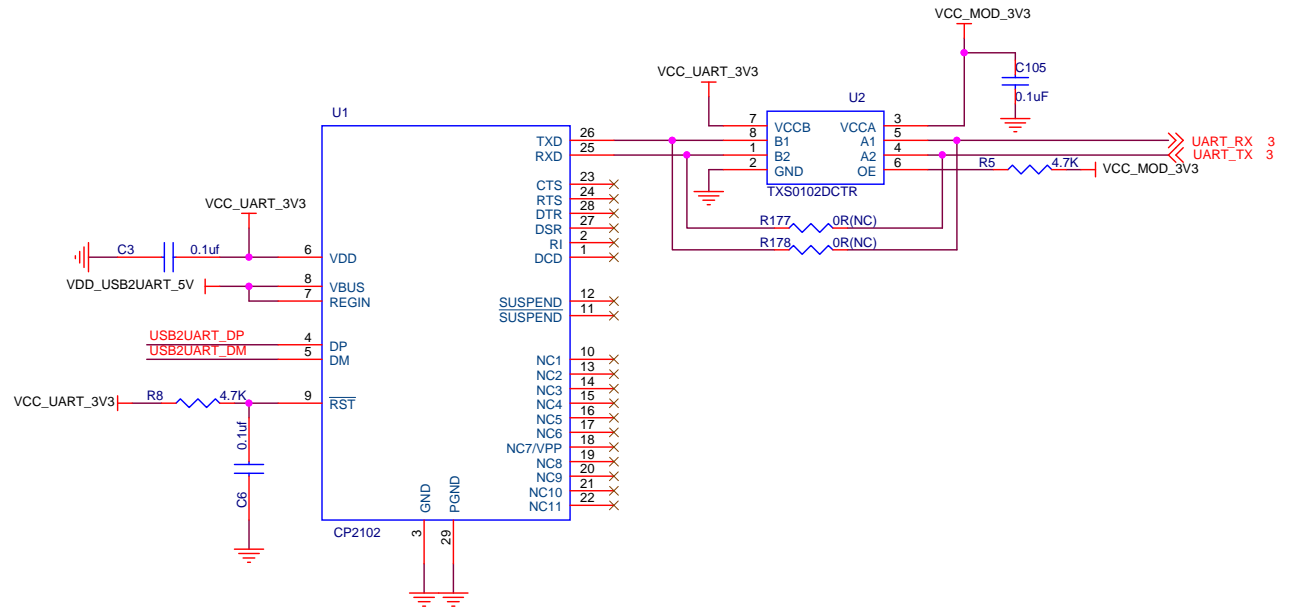 VCC_MOD_3V3
C105
0.1uF
VCC_UART_3V3
U2
7 VCCB VCCA 3
8 B1 A1 5
1 B2 A2 4
2 GND OE 6
TXS0102DCTR
UART_RX 3
UART_TX 3
R5 4.7K
VCC_MOD_3V3
R177 0R(NC)
R178 0R(NC)
U1
TXD 26
RXD 25
CTS 23
RTS 24
DTR 28
DSR 27
RI 2
DCD 1
SUSPEND 12
SUSPEND 11
NC1 10
NC2 13
NC3 14
NC4 15
NC5 16
NC6 17
NC7/VPP 18
NC8 19
NC9 20
NC10 21
NC11 22
VCC_UART_3V3
C3 0.1uf
6 VDD
VDD_USB2UART_5V
8 VBUS
7 REGIN
USB2UART_DP 4 DP
USB2UART_DM 5 DM
VCC_UART_3V3
R8 4.7K
9 RST
0.1uf
C6
GND
PGND
3
29
CP2102